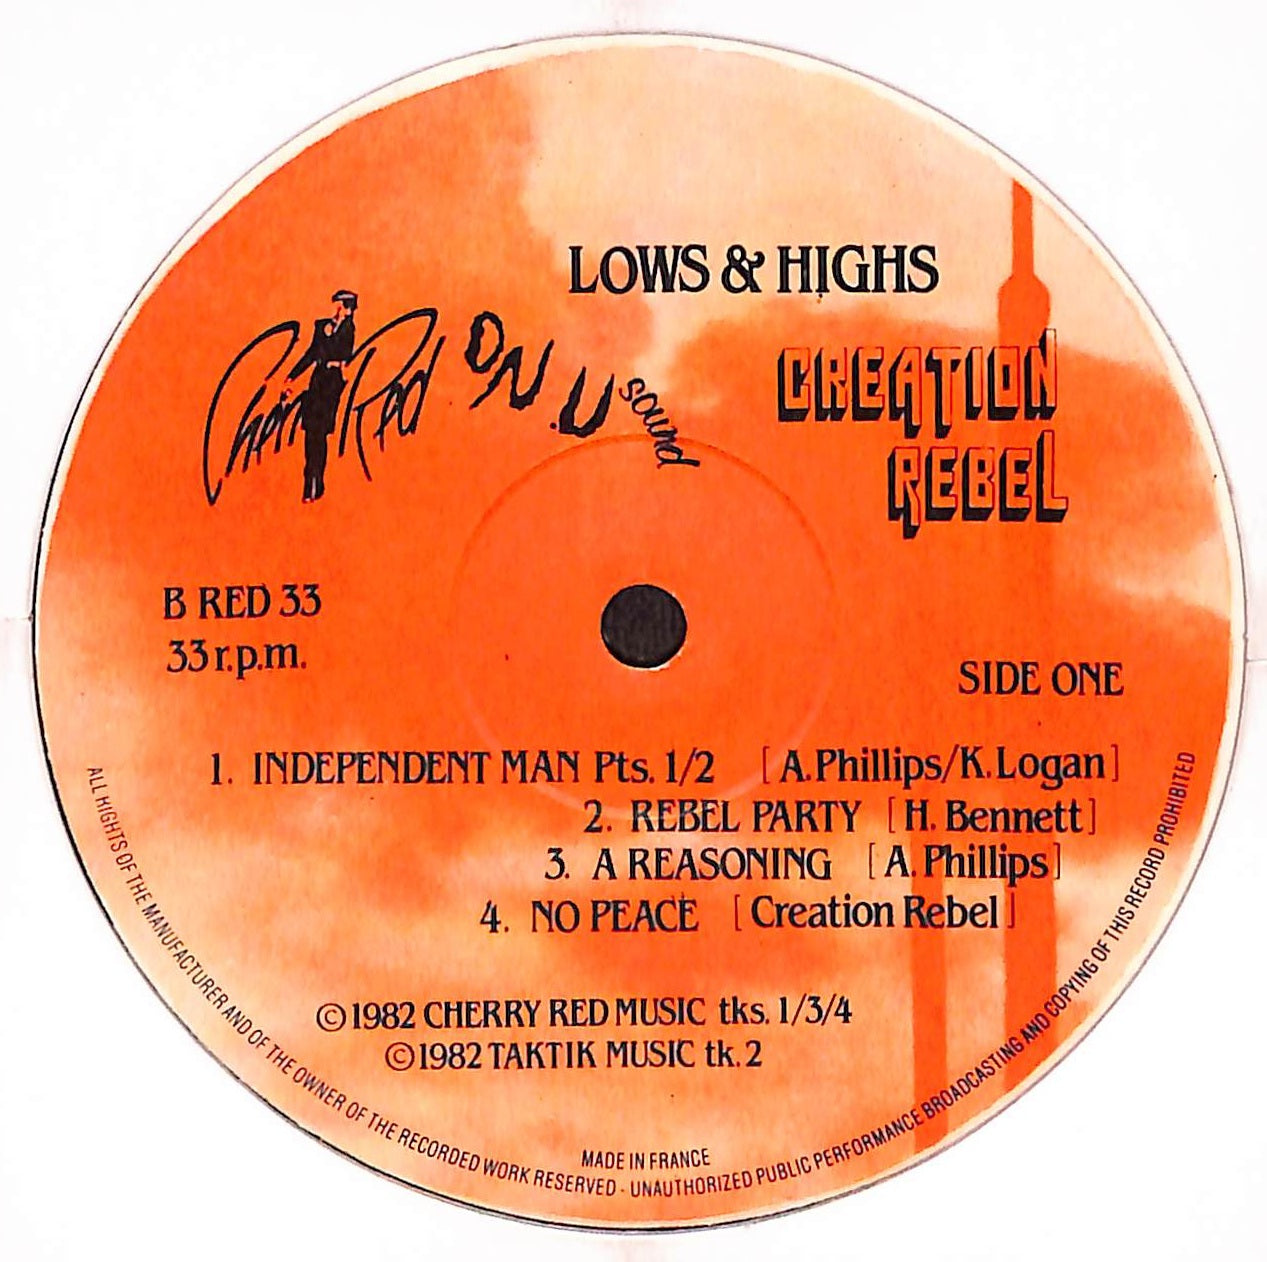 LOWS & HIGHS
Cherry Red
ON.U sound
CREATION
REBEL
B RED 33
33 r.p.m.
SIDE ONE
1. INDEPENDENT MAN Pts. 1/2 [A.Phillips/K.Logan]
2. REBEL PARTY [H. Bennett]
3. A REASONING [A. Phillips]
4. NO PEACE [Creation Rebel]
©1982 CHERRY RED MUSIC tks. 1/3/4
©1982 TAKTIK MUSIC tk. 2
MADE IN FRANCE
ALL RIGHTS OF THE MANUFACTURER AND OF THE OWNER OF THE RECORDED WORK RESERVED - UNAUTHORIZED PUBLIC PERFORMANCE BROADCASTING AND COPYING OF THIS RECORD PROHIBITED